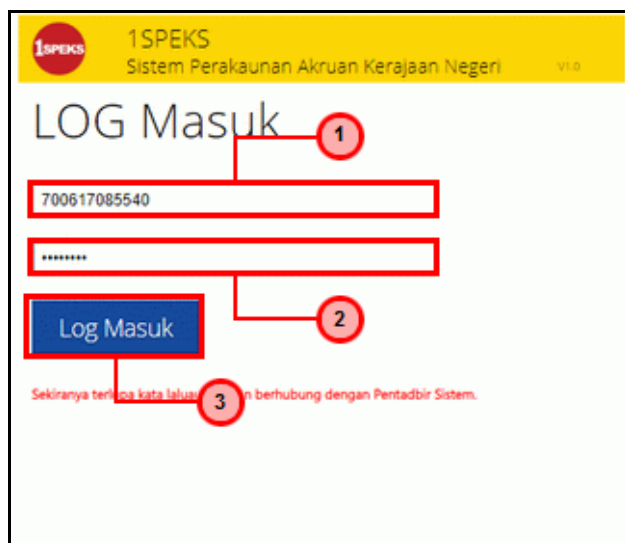 1SPEKS
1SPEKS
Sistem Perakaunan Akruan Kerajaan Negeri V1.0
LOG Masuk
1
700617085540
••••••••
2
Log Masuk
3
Sekiranya kata berhubung dengan Pentadbir Sistem.